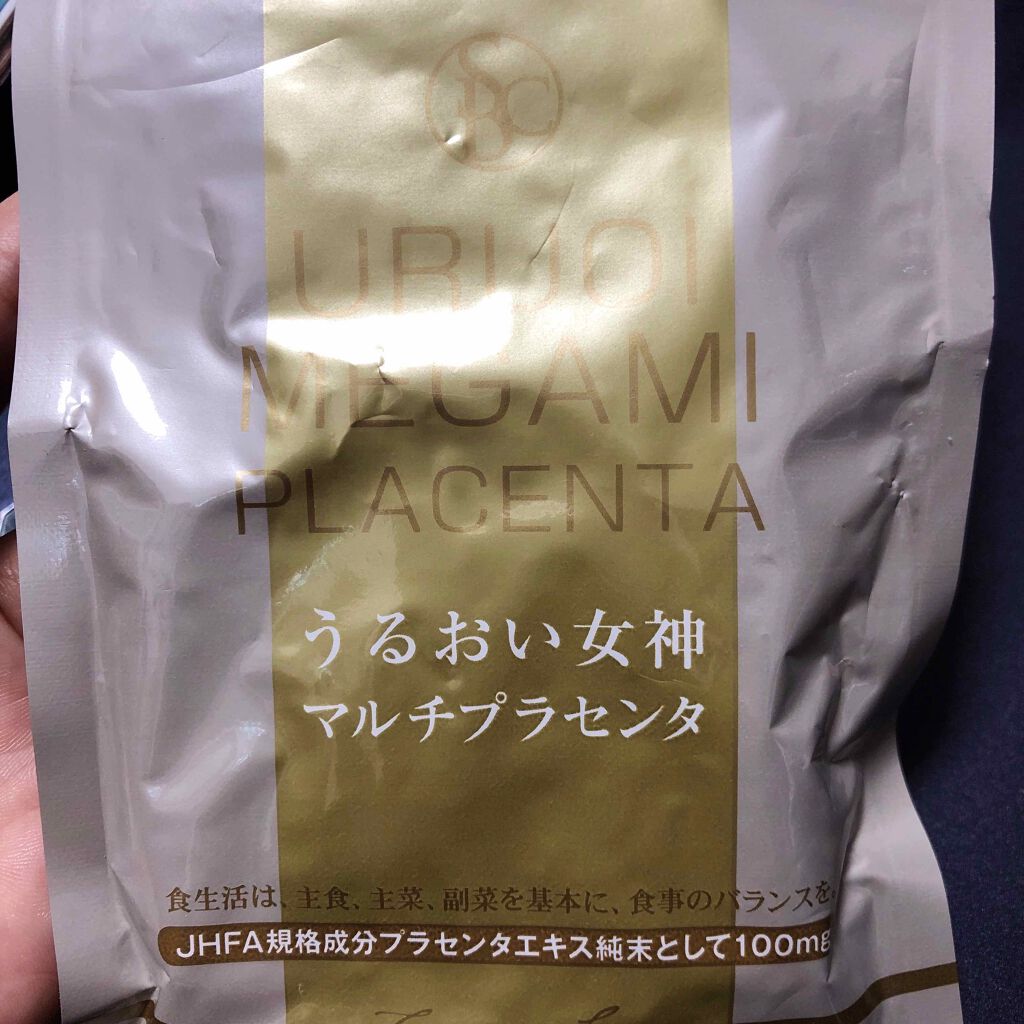 SBC
URUOI
MEGAMI
PLACENTA
うるおい女神
マルチプラセンタ
食生活は、主食、主菜、副菜を基本に、食事のバランスを。
JHFA規格成分プラセンタエキス純末として100mg